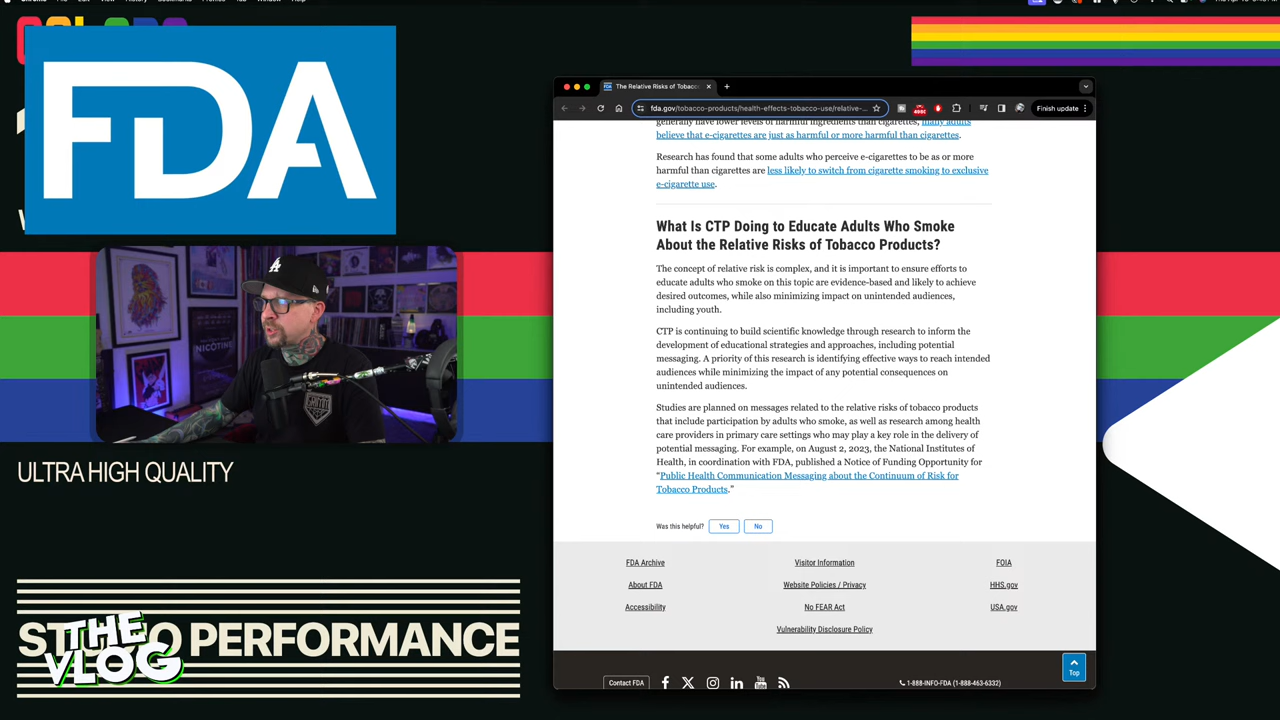 FDA
The Relative Risks of Tobacco
fda.gov/tobacco-products/health-effects-tobacco-use/relative-...
Finish update
generally have lower levels of harmful ingredients than cigarettes, many adults
believe that e-cigarettes are just as harmful or more harmful than cigarettes.
Research has found that some adults who perceive e-cigarettes to be as or more
harmful than cigarettes are less likely to switch from cigarette smoking to exclusive
e-cigarette use.
What Is CTP Doing to Educate Adults Who Smoke
About the Relative Risks of Tobacco Products?
The concept of relative risk is complex, and it is important to ensure efforts to
educate adults who smoke on this topic are evidence-based and likely to achieve
desired outcomes, while also minimizing impact on unintended audiences,
including youth.
CTP is continuing to build scientific knowledge through research to inform the
development of educational strategies and approaches, including potential
messaging. A priority of this research is identifying effective ways to reach intended
audiences while minimizing the impact of any potential consequences on
unintended audiences.
Studies are planned on messages related to the relative risks of tobacco products
that include participation by adults who smoke, as well as research among health
care providers in primary care settings who may play a key role in the delivery of
potential messaging. For example, on August 2, 2023, the National Institutes of
Health, in coordination with FDA, published a Notice of Funding Opportunity for
“Public Health Communication Messaging about the Continuum of Risk for
Tobacco Products.”
Was this helpful? Yes No
FDA Archive
Visitor Information
FOIA
About FDA
Website Policies / Privacy
HHS.gov
Accessibility
No FEAR Act
USA.gov
Vulnerability Disclosure Policy
Top
Contact FDA
1-888-INFO-FDA (1-888-463-6332)
NICOTINE
ULTRA HIGH QUALITY
PERFORMANCE
THE
VLOG